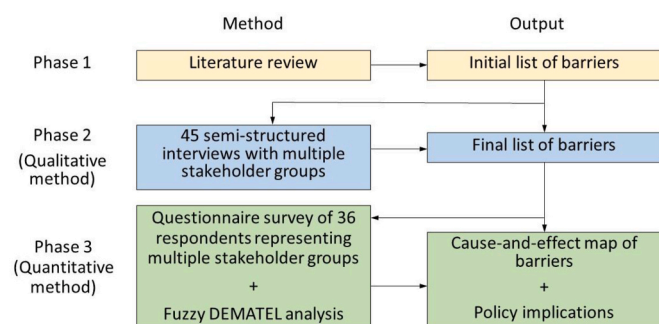 Method
Output
Phase 1
Literature review
Initial list of barriers
Phase 2
(Qualitative
method)
45 semi-structured
interviews with multiple
stakeholder groups
Final list of barriers
Phase 3
(Quantitative
method)
Questionnaire survey of 36
respondents representing
multiple stakeholder groups
+
Fuzzy DEMATEL analysis
Cause-and-effect map of
barriers
+
Policy implications